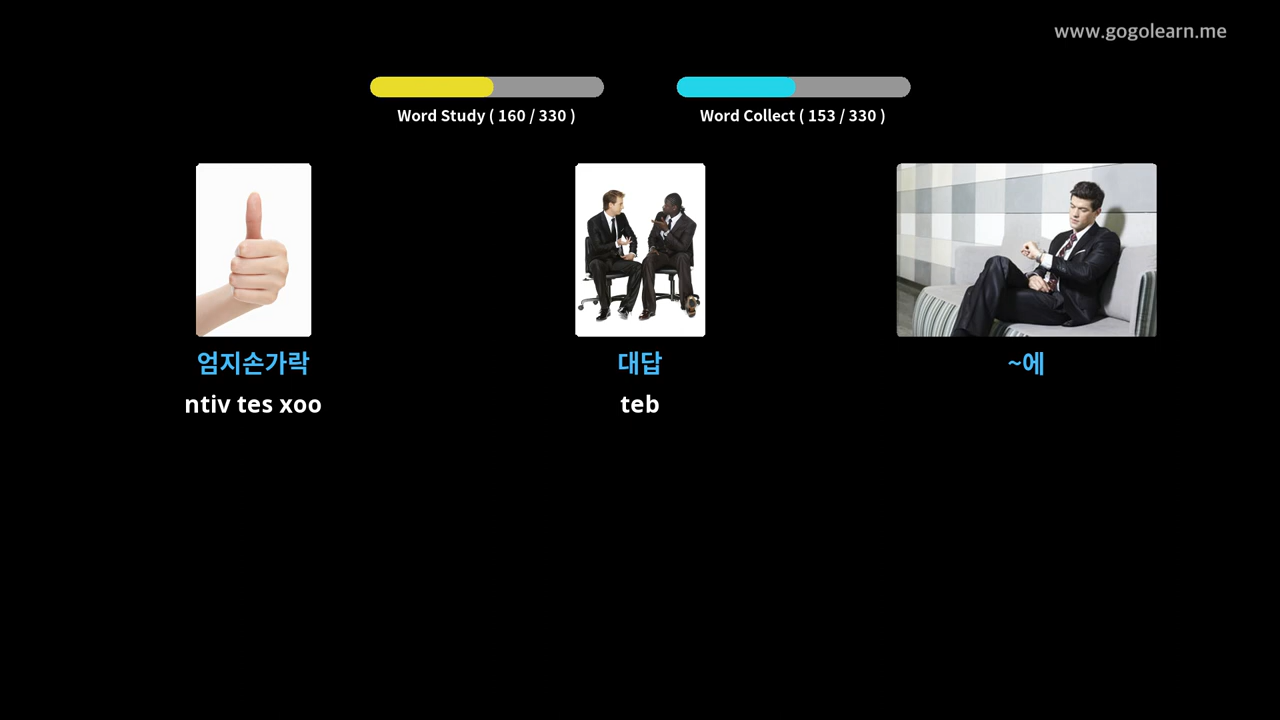 www.gogolearn.me
Word Study ( 160 / 330 )
Word Collect ( 153 / 330 )
엄지손가락
대답
~에
ntiv tes xoo
teb